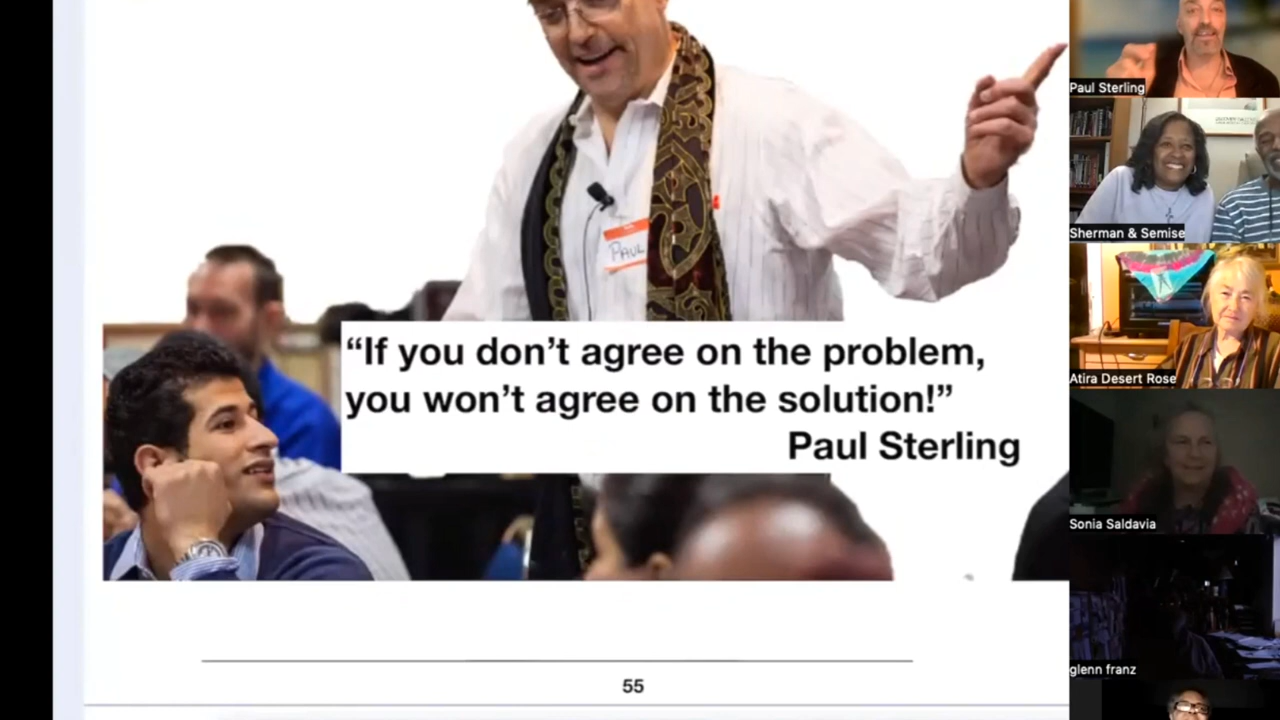 PAUL
“If you don’t agree on the problem,
you won’t agree on the solution!”
Paul Sterling
55
Paul Sterling
Sherman & Semise
Atira Desert Rose
Sonia Saldavia
glenn franz